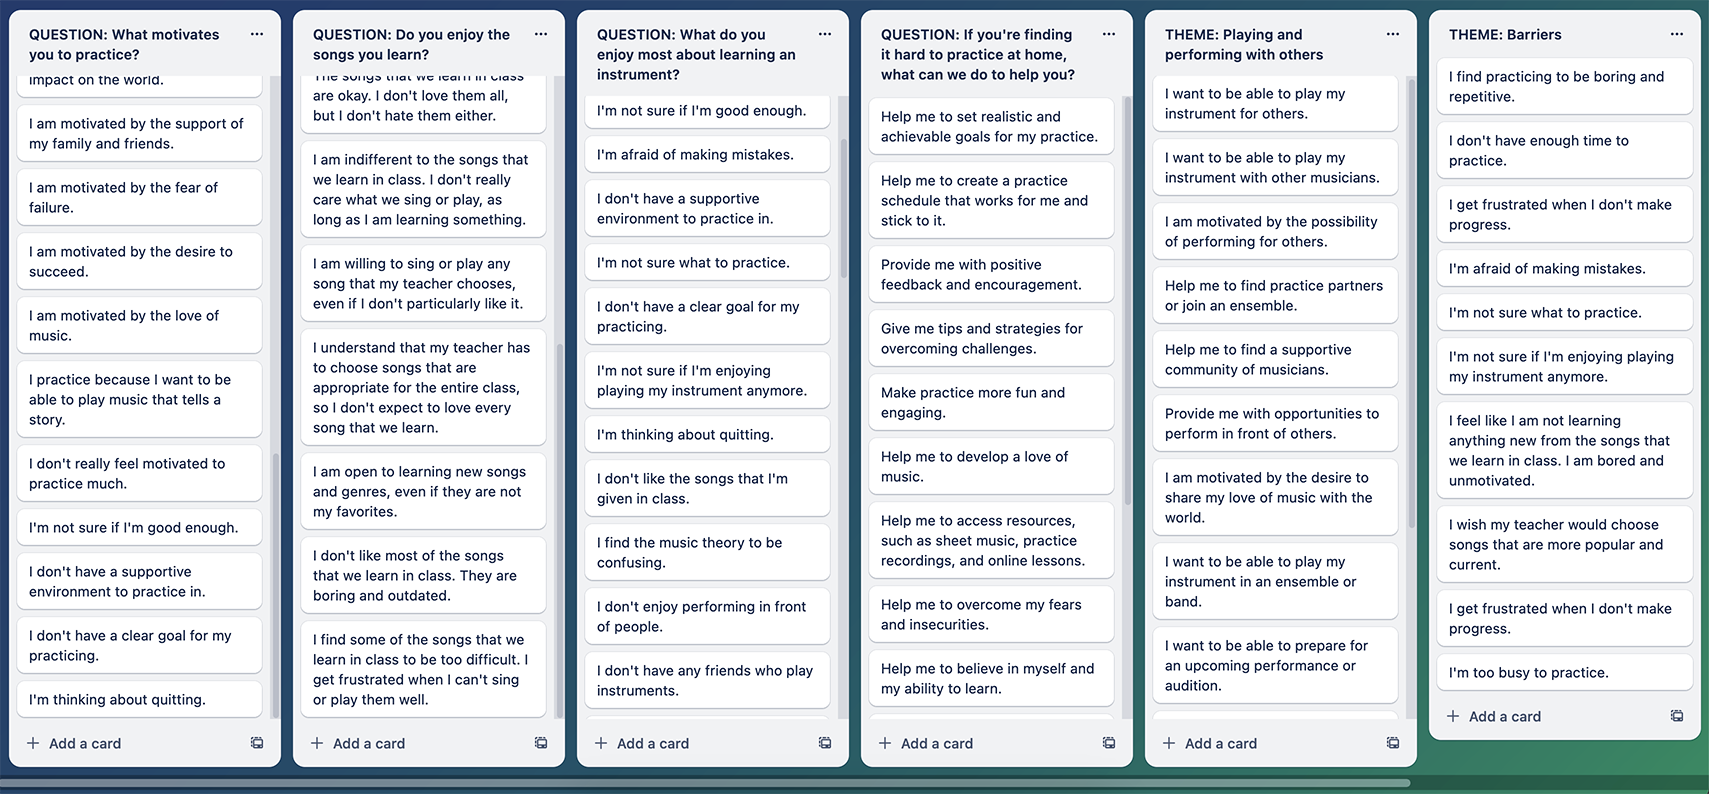 QUESTION: What motivates
you to practice?
impact on the world.
I am motivated by the support of
my family and friends.
I am motivated by the fear of
failure.
I am motivated by the desire to
succeed.
I am motivated by the love of
music.
I practice because I want to be
able to play music that tells a
story.
I don't really feel motivated to
practice much.
I'm not sure if I'm good enough.
I don't have a supportive
environment to practice in.
I don't have a clear goal for my
practicing.
I'm thinking about quitting.
+ Add a card
QUESTION: Do you enjoy the
songs you learn?
The songs that we learn in class
are okay. I don't love them all,
but I don't hate them either.
I am indifferent to the songs that
we learn in class. I don't really
care what we sing or play, as
long as I am learning something.
I am willing to sing or play any
song that my teacher chooses,
even if I don't particularly like it.
I understand that my teacher has
to choose songs that are
appropriate for the entire class,
so I don't expect to love every
song that we learn.
I am open to learning new songs
and genres, even if they are not
my favorites.
I don't like most of the songs
that we learn in class. They are
boring and outdated.
I find some of the songs that we
learn in class to be too difficult. I
get frustrated when I can't sing
or play them well.
+ Add a card
QUESTION: What do you
enjoy most about learning an
instrument?
I'm not sure if I'm good enough.
I'm afraid of making mistakes.
I don't have a supportive
environment to practice in.
I'm not sure what to practice.
I don't have a clear goal for my
practicing.
I'm not sure if I'm enjoying
playing my instrument anymore.
I'm thinking about quitting.
I don't like the songs that I'm
given in class.
I find the music theory to be
confusing.
I don't enjoy performing in front
of people.
I don't have any friends who play
instruments.
+ Add a card
QUESTION: If you're finding
it hard to practice at home,
what can we do to help you?
Help me to set realistic and
achievable goals for my practice.
Help me to create a practice
schedule that works for me and
stick to it.
Provide me with positive
feedback and encouragement.
Give me tips and strategies for
overcoming challenges.
Make practice more fun and
engaging.
Help me to develop a love of
music.
Help me to access resources,
such as sheet music, practice
recordings, and online lessons.
Help me to overcome my fears
and insecurities.
Help me to believe in myself and
my ability to learn.
+ Add a card
THEME: Playing and
performing with others
I want to be able to play my
instrument for others.
I want to be able to play my
instrument with other musicians.
I am motivated by the possibility
of performing for others.
Help me to find practice partners
or join an ensemble.
Help me to find a supportive
community of musicians.
Provide me with opportunities to
perform in front of others.
I am motivated by the desire to
share my love of music with the
world.
I want to be able to play my
instrument in an ensemble or
band.
I want to be able to prepare for
an upcoming performance or
audition.
+ Add a card
THEME: Barriers
I find practicing to be boring and
repetitive.
I don't have enough time to
practice.
I get frustrated when I don't make
progress.
I'm afraid of making mistakes.
I'm not sure what to practice.
I'm not sure if I'm enjoying playing
my instrument anymore.
I feel like I am not learning
anything new from the songs that
we learn in class. I am bored and
unmotivated.
I wish my teacher would choose
songs that are more popular and
current.
I get frustrated when I don't make
progress.
I'm too busy to practice.
+ Add a card